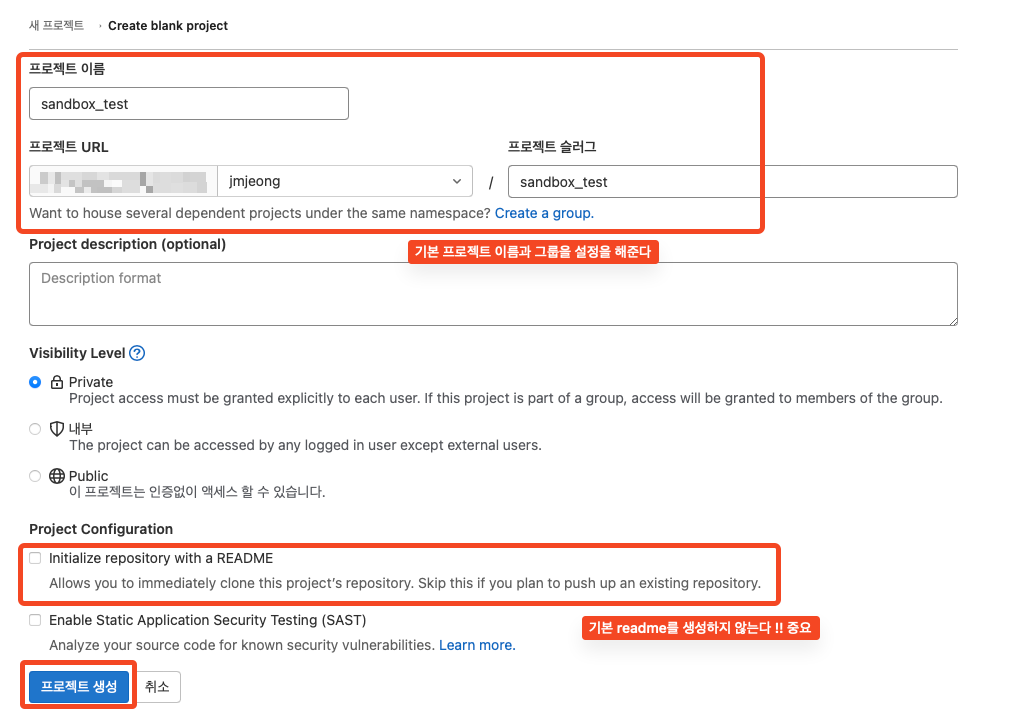 새 프로젝트 › Create blank project
프로젝트 이름
sandbox_test
프로젝트 URL
프로젝트 슬러그
jmjeong / sandbox_test
Want to house several dependent projects under the same namespace? Create a group.
Project description (optional)
기본 프로젝트 이름과 그룹을 설정을 해준다
Description format
Visibility Level ?
Private
Project access must be granted explicitly to each user. If this project is part of a group, access will be granted to members of the group.
내부
The project can be accessed by any logged in user except external users.
Public
이 프로젝트는 인증없이 액세스 할 수 있습니다.
Project Configuration
Initialize repository with a README
Allows you to immediately clone this project's repository. Skip this if you plan to push up an existing repository.
Enable Static Application Security Testing (SAST)
기본 readme를 생성하지 않는다 !! 중요
Analyze your source code for known security vulnerabilities. Learn more.
프로젝트 생성 취소